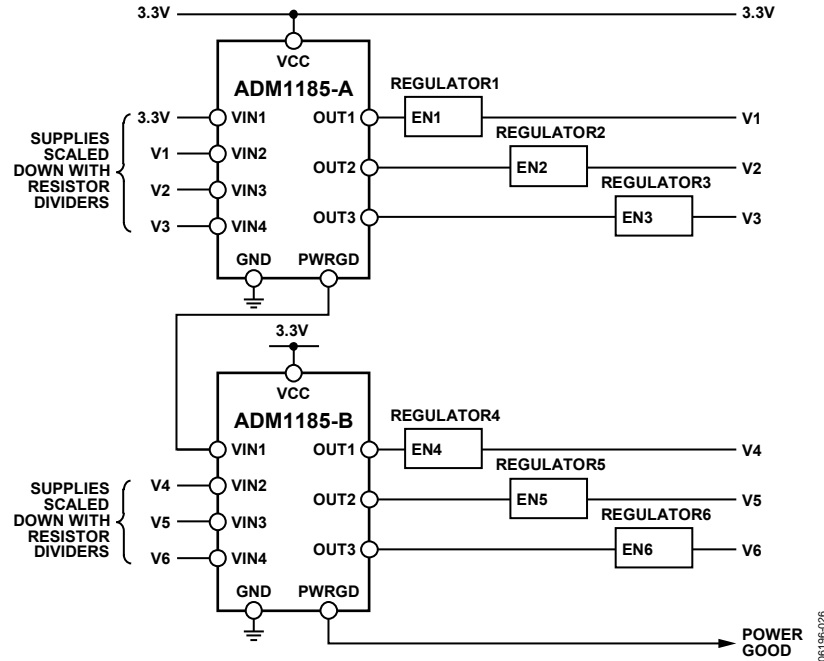 3.3V
3.3V
VCC
ADM1185-A
REGULATOR1
3.3V
VIN1
OUT1
EN1
V1
SUPPLIES
SCALED
DOWN WITH
RESISTOR
DIVIDERS
REGULATOR2
V1
VIN2
OUT2
EN2
V2
REGULATOR3
V2
VIN3
V3
VIN4
OUT3
EN3
V3
GND
PWRGD
3.3V
VCC
ADM1185-B
REGULATOR4
VIN1
OUT1
EN4
V4
REGULATOR5
SUPPLIES
SCALED
DOWN WITH
RESISTOR
DIVIDERS
V4
VIN2
OUT2
EN5
V5
REGULATOR6
V5
VIN3
V6
VIN4
OUT3
EN6
V6
GND
PWRGD
POWER
GOOD
06196-026